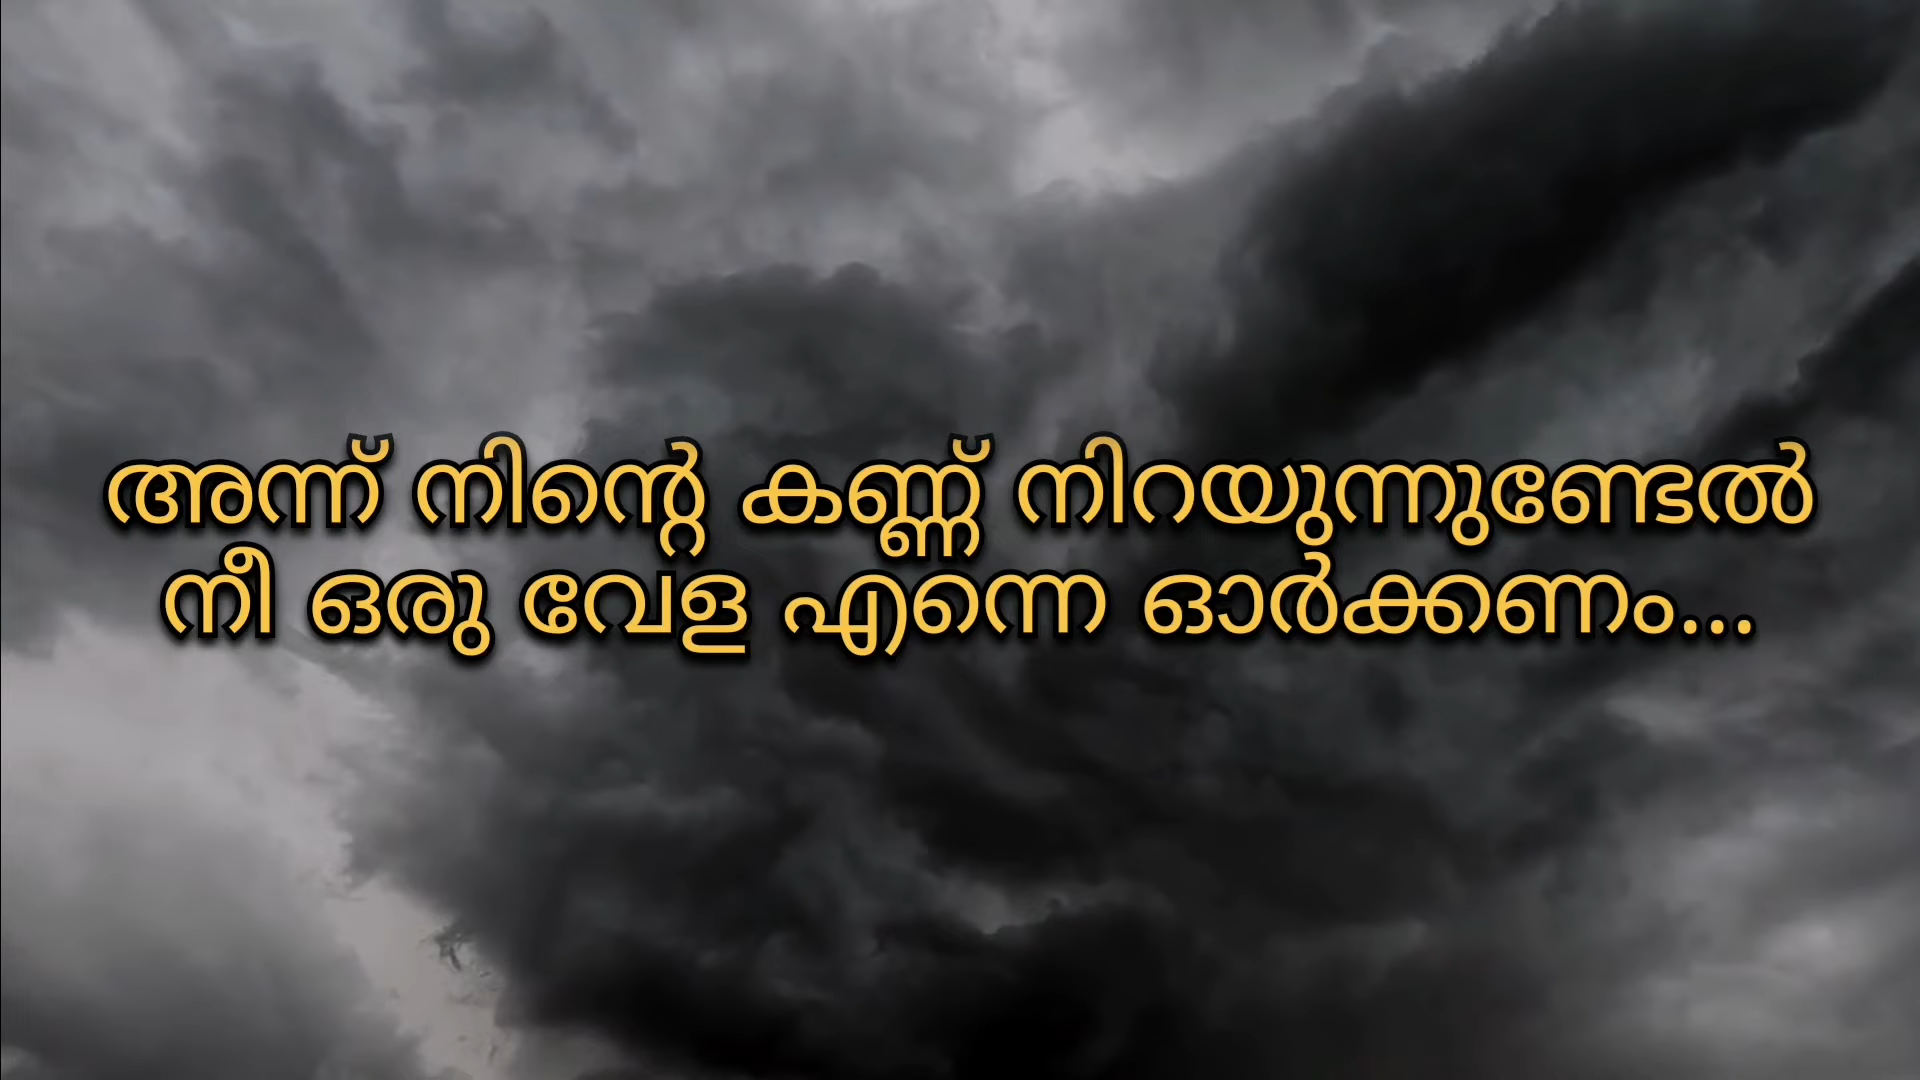 അന്ന് നിന്റെ കണ്ണ് നിറയുന്നുണ്ടേൽ
നീ ഒരു വേള എന്നെ ഓർക്കണം...